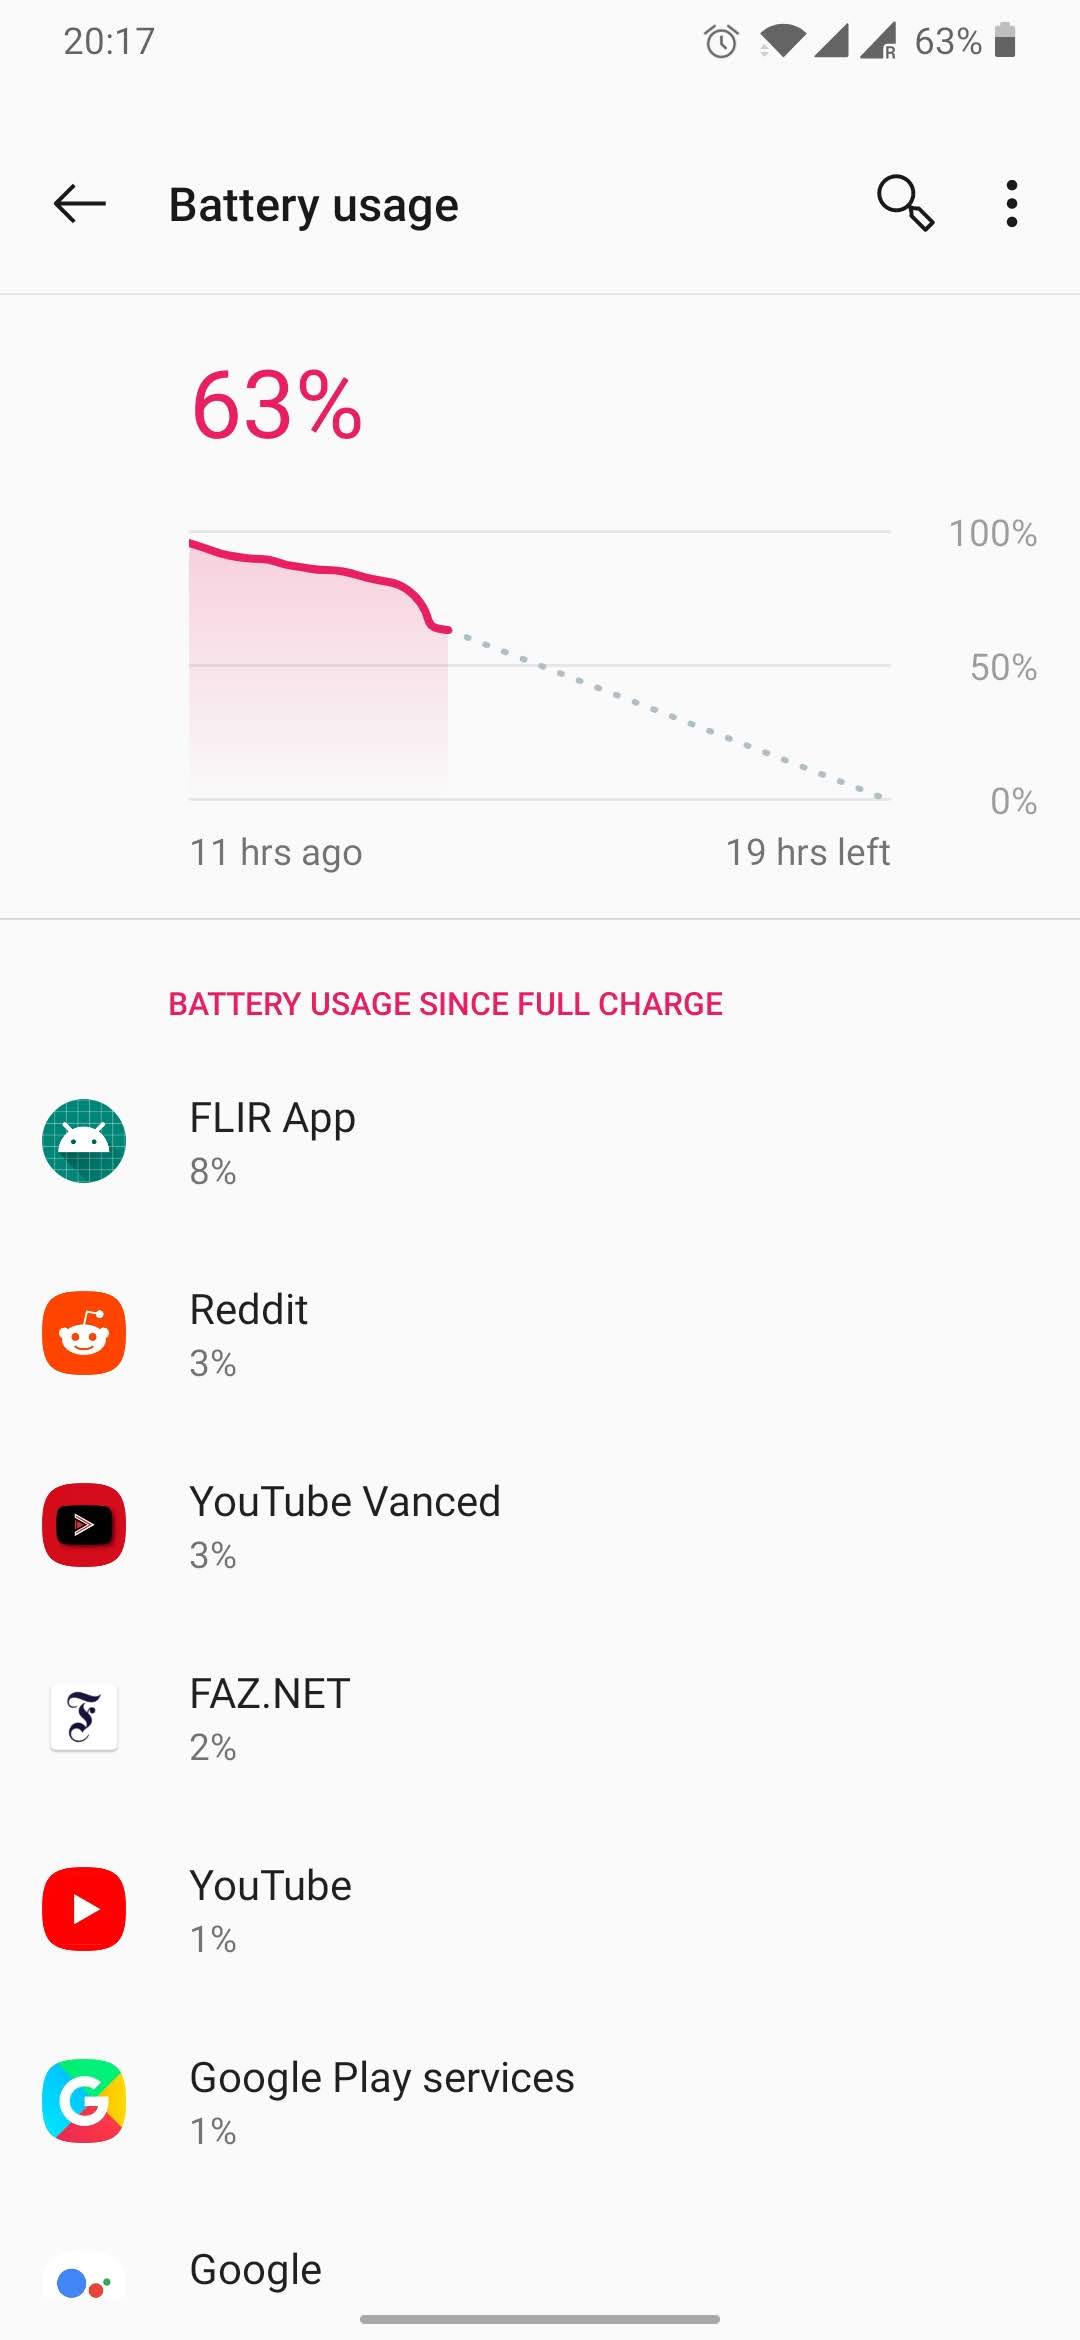 20:17
R 63%
Battery usage
63%
100%
50%
0%
11 hrs ago 19 hrs left
BATTERY USAGE SINCE FULL CHARGE
FLIR App
8%
Reddit
3%
YouTube Vanced
3%
F
FAZ.NET
2%
YouTube
1%
G
Google Play services
1%
Google